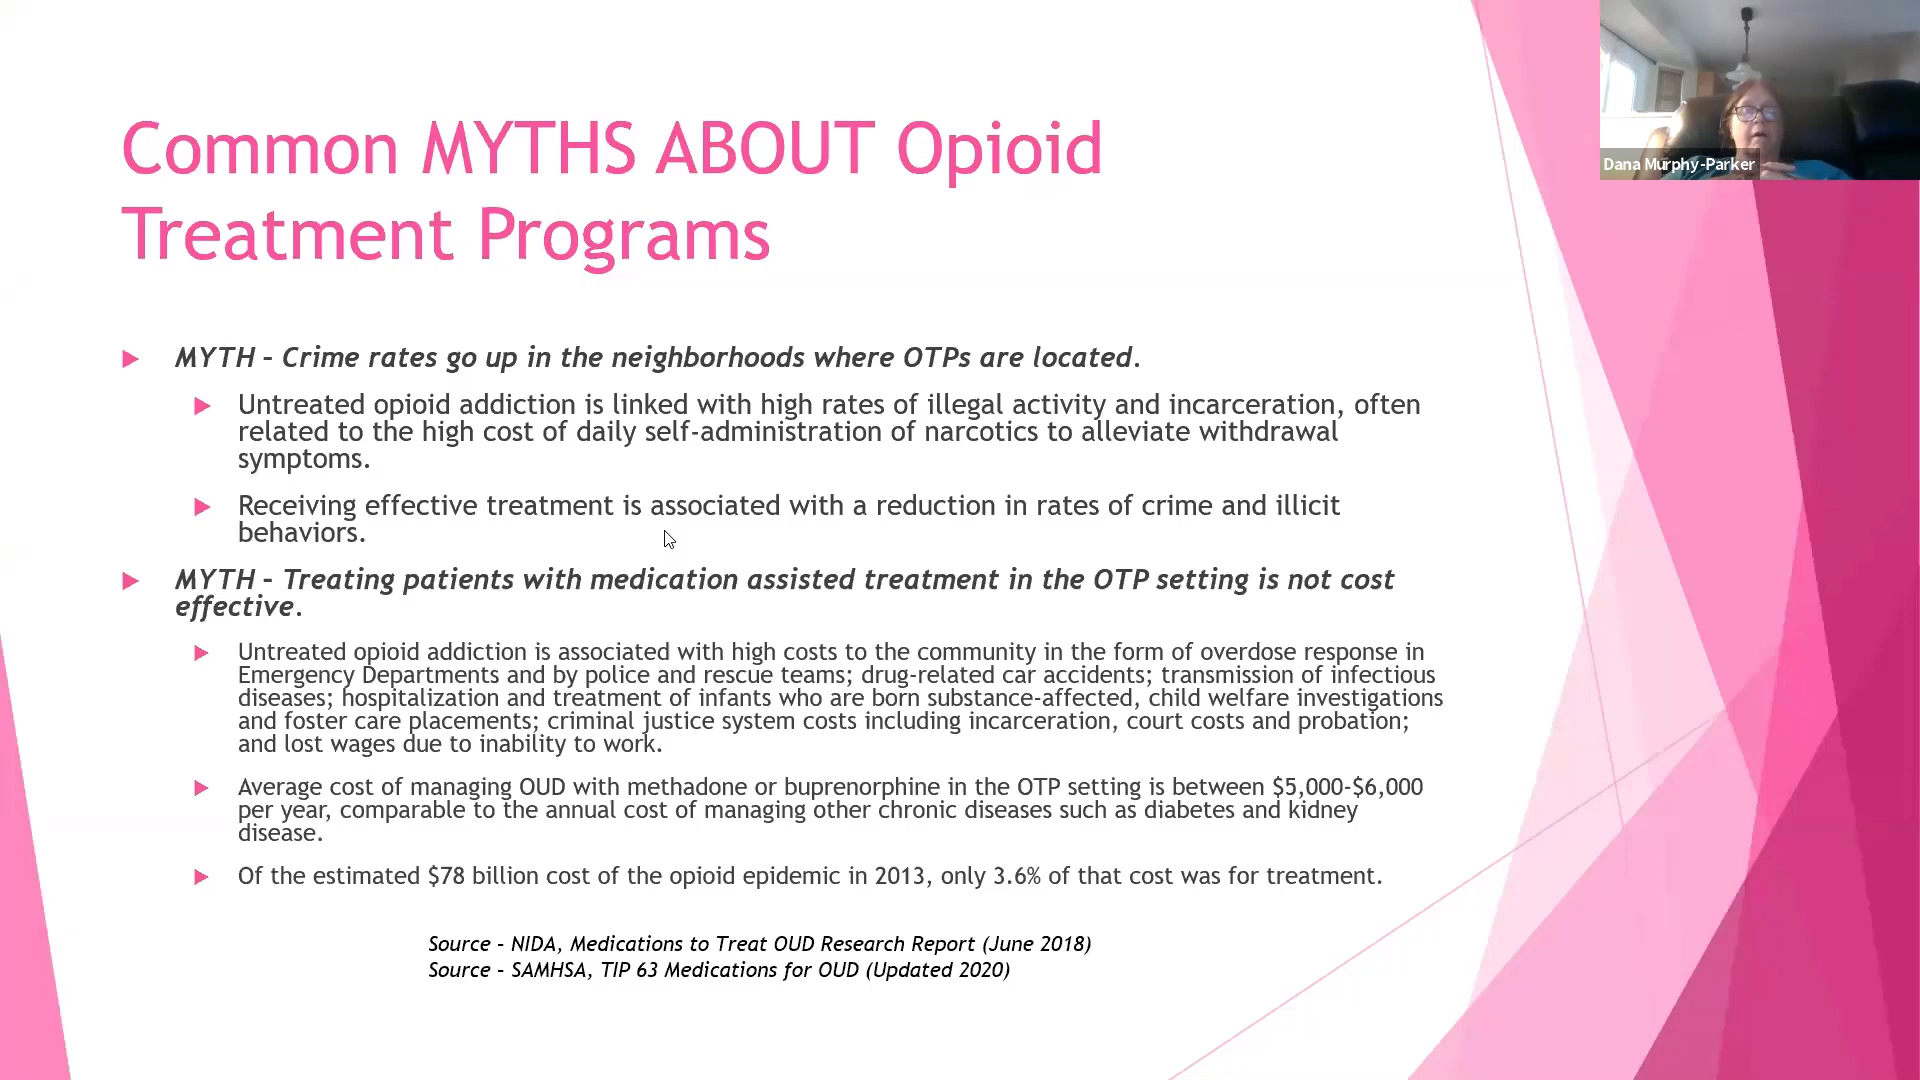 Common MYTHS ABOUT Opioid
Treatment Programs
MYTH – Crime rates go up in the neighborhoods where OTPs are located.
Untreated opioid addiction is linked with high rates of illegal activity and incarceration, often
related to the high cost of daily self-administration of narcotics to alleviate withdrawal
symptoms.
Receiving effective treatment is associated with a reduction in rates of crime and illicit
behaviors.
MYTH – Treating patients with medication assisted treatment in the OTP setting is not cost
effective.
Untreated opioid addiction is associated with high costs to the community in the form of overdose response in
Emergency Departments and by police and rescue teams; drug-related car accidents; transmission of infectious
diseases; hospitalization and treatment of infants who are born substance-affected, child welfare investigations
and foster care placements; criminal justice system costs including incarceration, court costs and probation;
and lost wages due to inability to work.
Average cost of managing OUD with methadone or buprenorphine in the OTP setting is between $5,000-$6,000
per year, comparable to the annual cost of managing other chronic diseases such as diabetes and kidney
disease.
Of the estimated $78 billion cost of the opioid epidemic in 2013, only 3.6% of that cost was for treatment.
Source – NIDA, Medications to Treat OUD Research Report (June 2018)
Source – SAMHSA, TIP 63 Medications for OUD (Updated 2020)
Dana Murphy-Parker